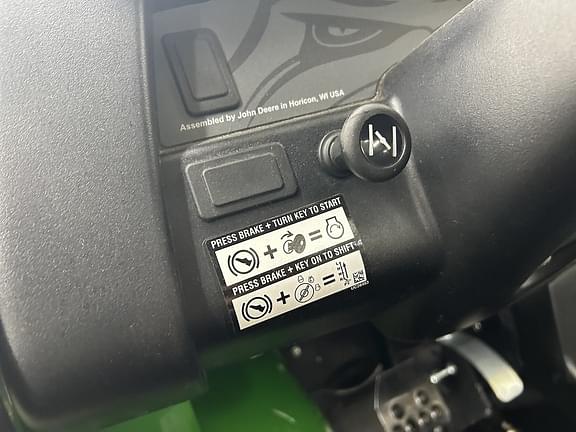 Assembled by John Deere in Horicon, WI USA
PRESS BRAKE + TURN KEY TO START
PRESS BRAKE + KEY ON TO SHIFT